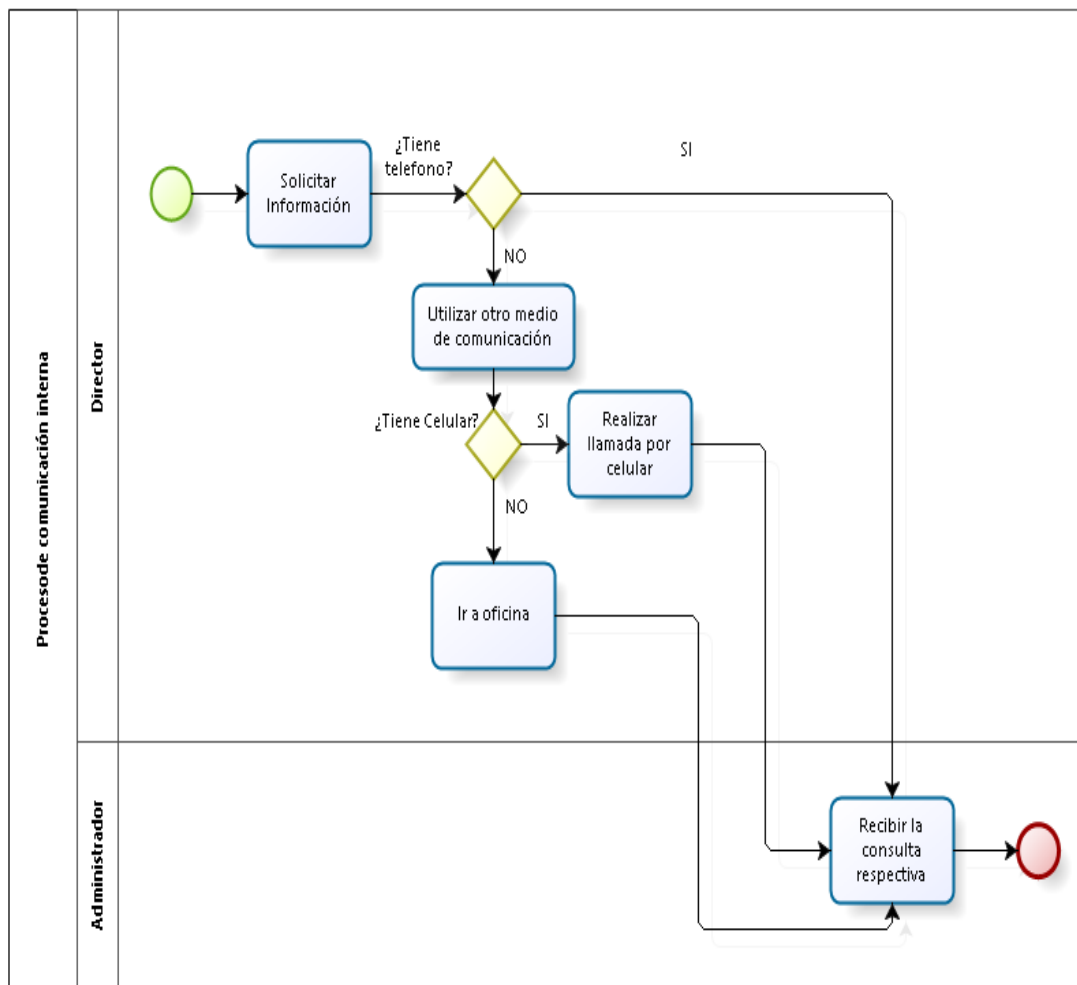 Procesode comunicación interna
Director
¿Tiene
telefono?
SI
Solicitar
Información
NO
Utilizar otro medio
de comunicación
¿Tiene Celular?
SI
Realizar
llamada por
celular
NO
Ir a oficina
Administrador
Recibir la
consulta
respectiva